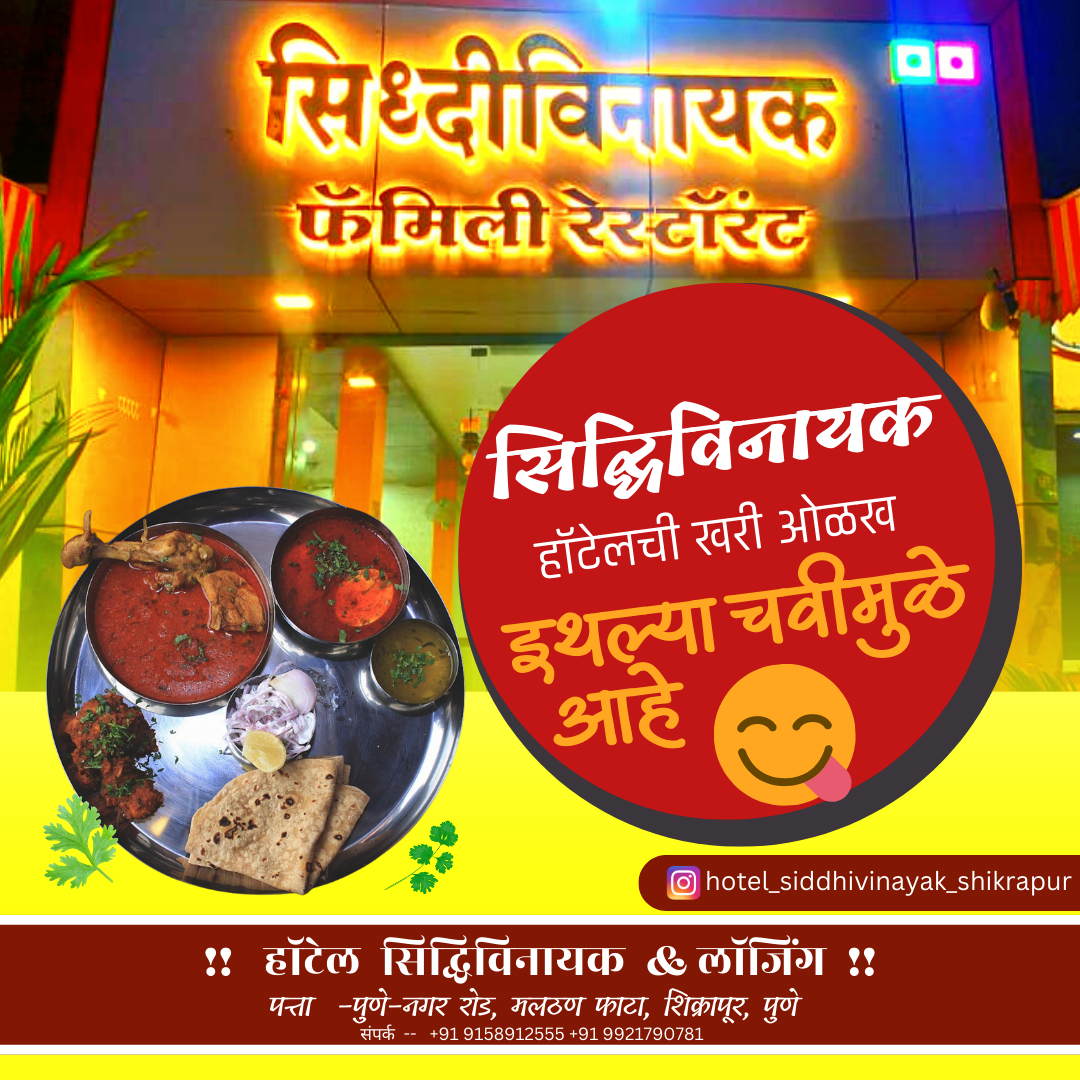 सिध्दीविनायक
फॅमिली रेस्टॉरंट
सिद्धिविनायक
हॉटेलची खरी ओळख
इथल्या चवीमुळे
आहे
hotel_siddhivinayak_shikrapur
!! हॉटेल सिद्धिविनायक & लॉजिंग !!
पत्ता -पुणे-नगर रोड, मलठण फाटा, शिक्रापूर, पुणे
संपर्क -- +91 9158912555 +91 9921790781